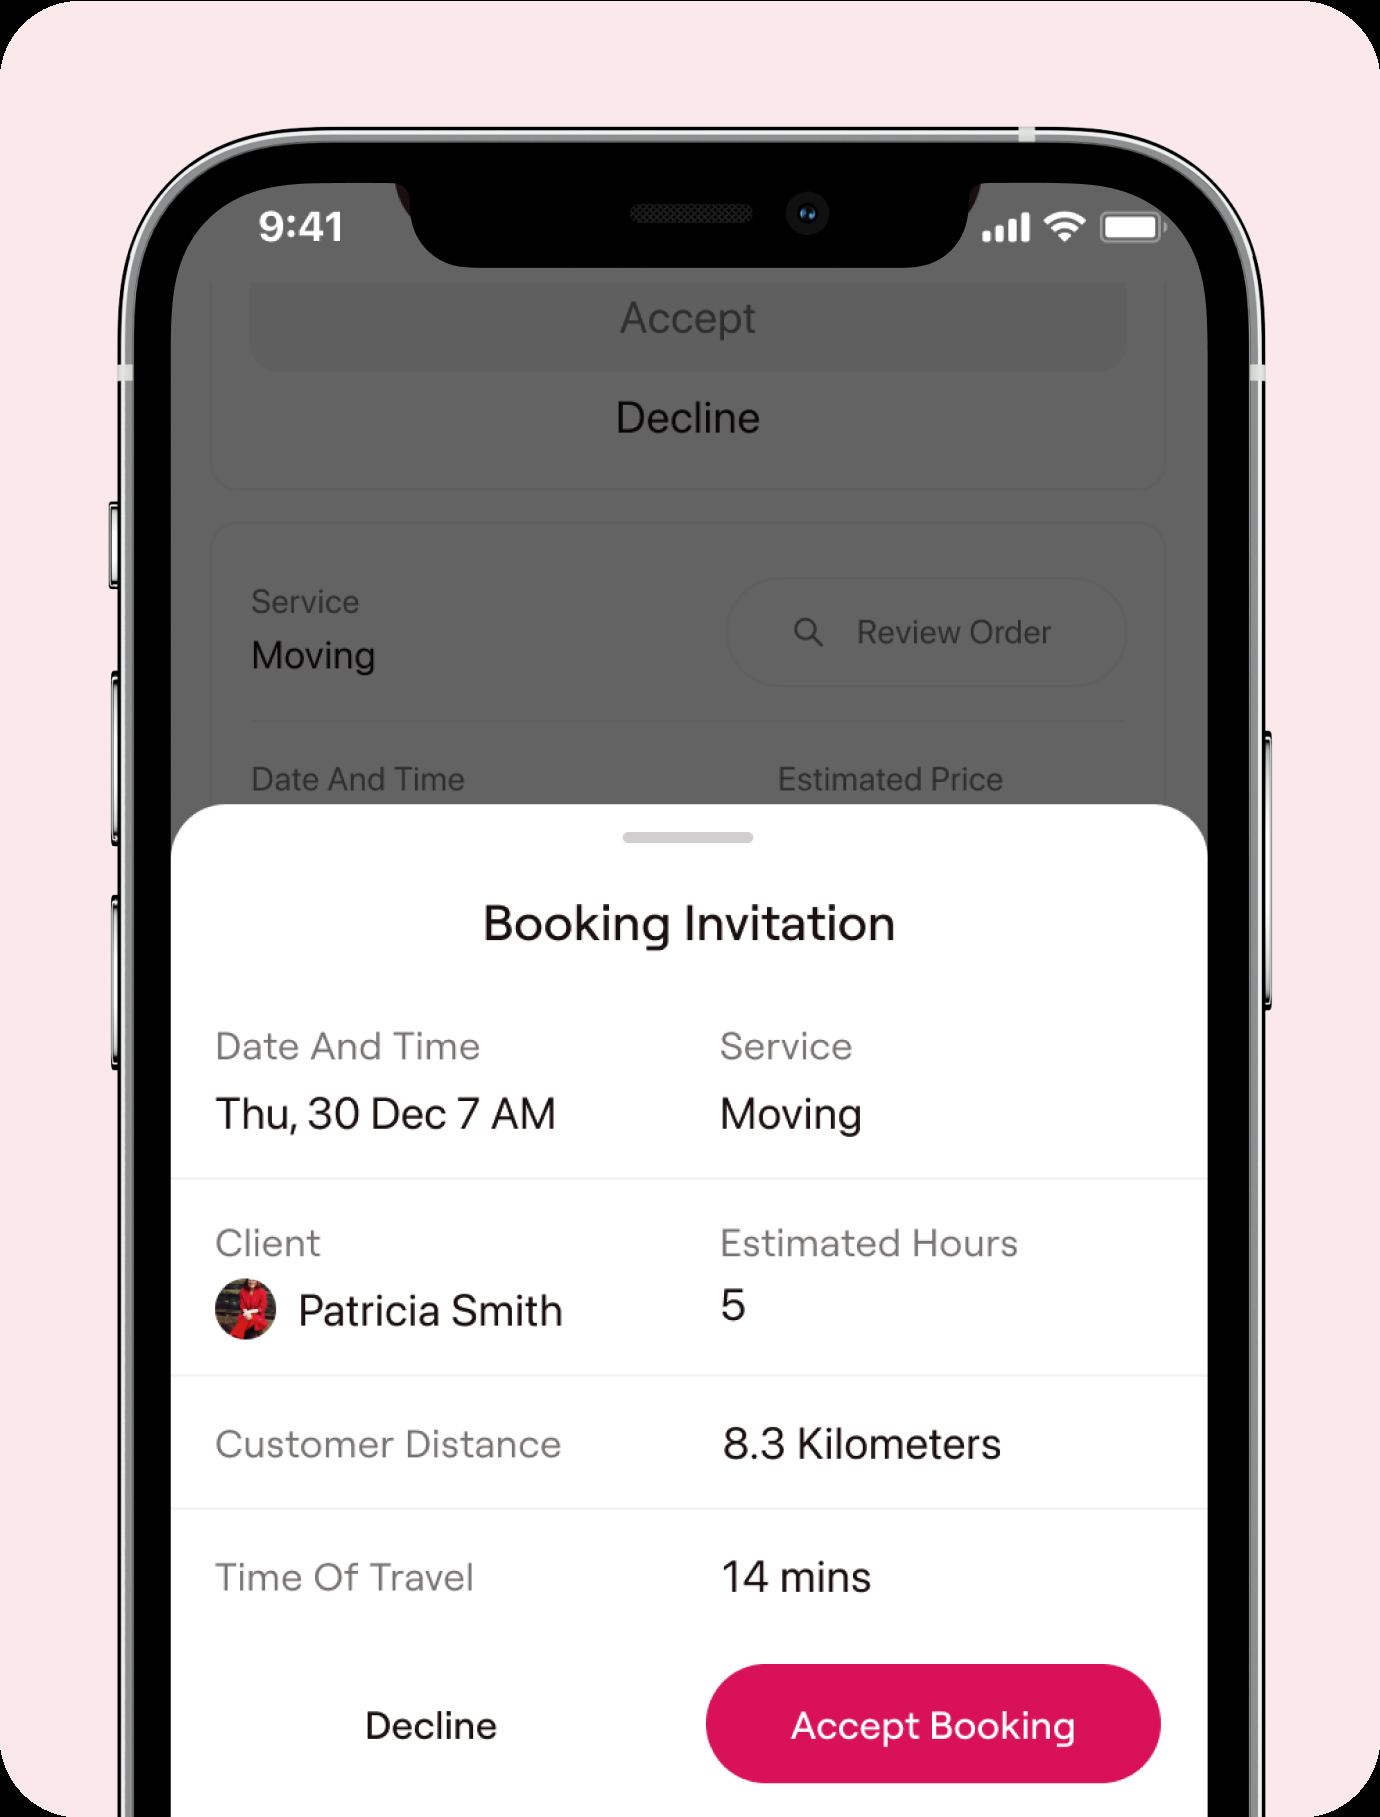 9:41
Accept
Decline
Service
Moving
Review Order
Date And Time
Estimated Price
Booking Invitation
Date And Time
Service
Thu, 30 Dec 7 AM
Moving
Client
Estimated Hours
Patricia Smith
5
Customer Distance
8.3 Kilometers
Time Of Travel
14 mins
Decline
Accept Booking